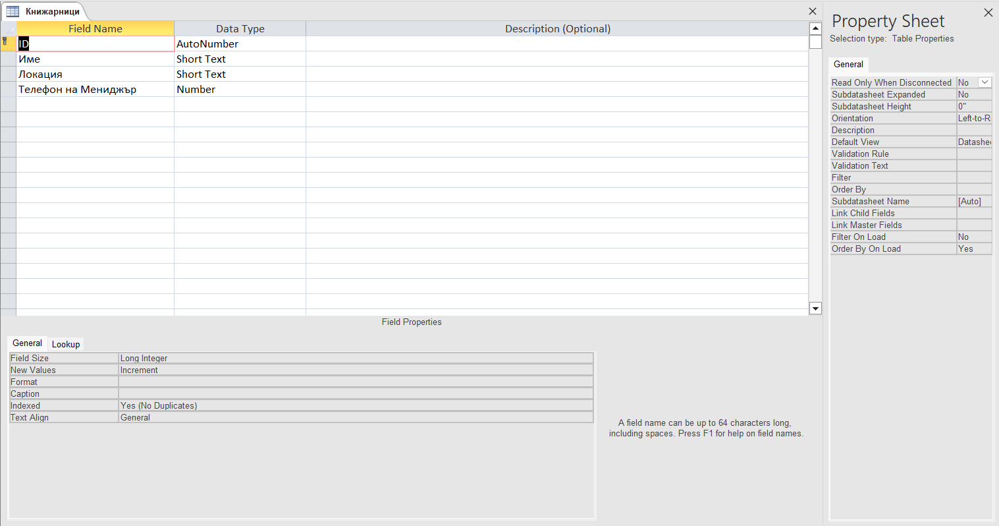 Книжарници
Field Name Data Type Description (Optional)
ID AutoNumber
Име Short Text
Локация Short Text
Телефон на Мениджър Number
Field Properties
General Lookup
Field Size Long Integer
New Values Increment
Format
Caption
Indexed Yes (No Duplicates)
Text Align General
A field name can be up to 64 characters long,
including spaces. Press F1 for help on field names.
Property Sheet
Selection type: Table Properties
General
Read Only When Disconnected No
Subdatasheet Expanded No
Subdatasheet Height 0"
Orientation Left-to-Ri
Description
Default View Datashee
Validation Rule
Validation Text
Filter
Order By
Subdatasheet Name [Auto]
Link Child Fields
Link Master Fields
Filter On Load No
Order By On Load Yes